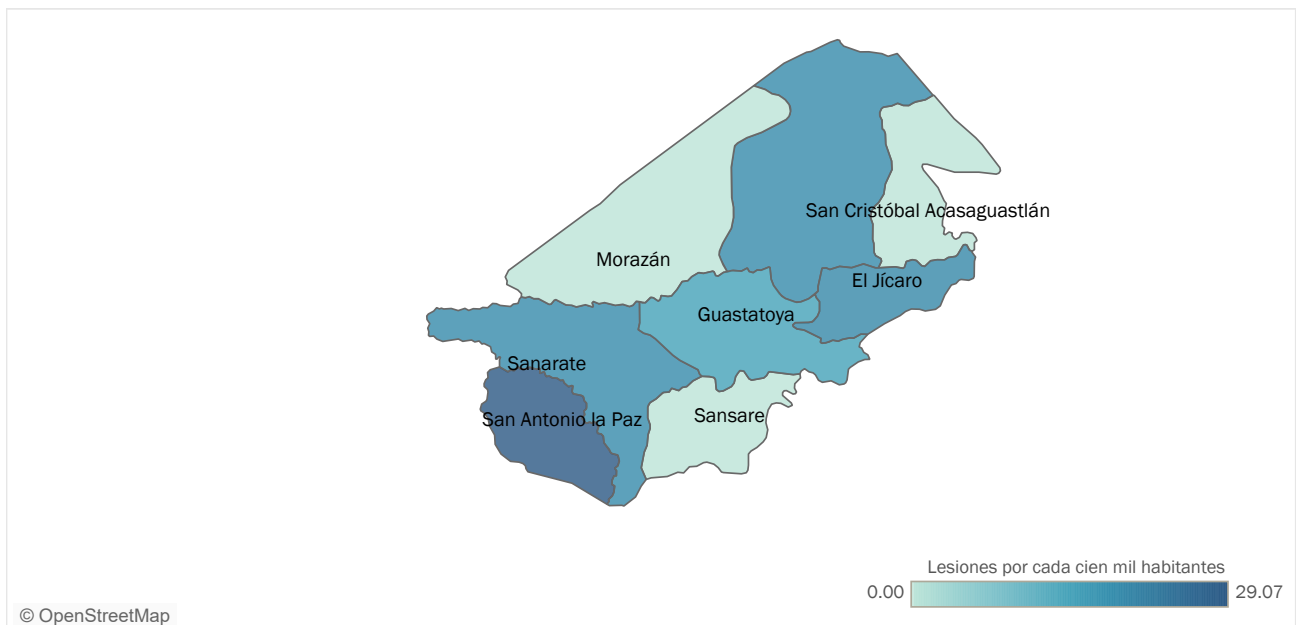 San Cristóbal Acasaguastlán
Morazán
El Jícaro
Guastatoya
Sanarate
San Antonio la Paz
Sansare
Lesiones por cada cien mil habitantes
0.00
29.07
© OpenStreetMap